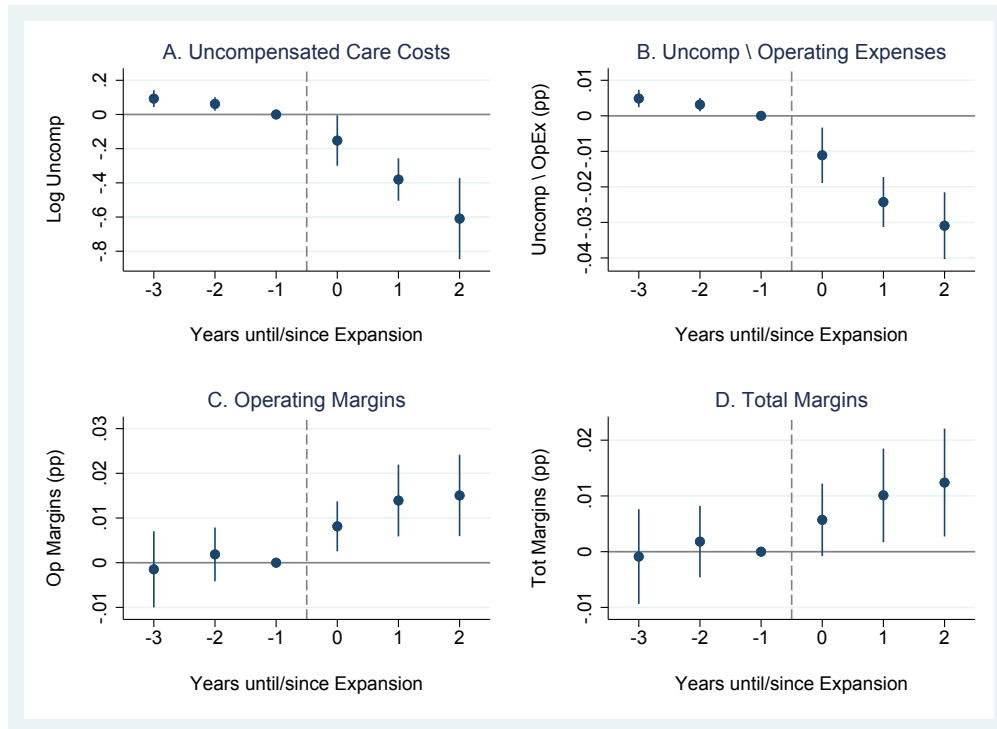 A. Uncompensated Care Costs
Log Uncomp
.2
0
-.2
-.4
-.6
-.8
-3 -2 -1 0 1 2
Years until/since Expansion
B. Uncomp \ Operating Expenses
Uncomp \ OpEx (pp)
.01
0
-.01
-.02
-.03
-.04
-3 -2 -1 0 1 2
Years until/since Expansion
C. Operating Margins
Op Margins (pp)
.03
.02
.01
0
-.01
-3 -2 -1 0 1 2
Years until/since Expansion
D. Total Margins
Tot Margins (pp)
.02
.01
0
-.01
-3 -2 -1 0 1 2
Years until/since Expansion